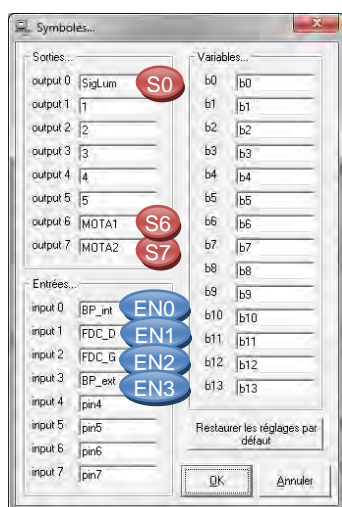 Symboles...
Sorties...
output 0 SigLum S0
output 1 1
output 2 2
output 3 3
output 4 4
output 5 5
output 6 MOTA1 S6
output 7 MOTA2 S7
Entrées...
input 0 BP_int EN0
input 1 FDC_D EN1
input 2 FDC_G EN2
input 3 BP_ext EN3
input 4 pin4
input 5 pin5
input 6 pin6
input 7 pin7
Variables...
b0 b0
b1 b1
b2 b2
b3 b3
b4 b4
b5 b5
b6 b6
b7 b7
b8 b8
b9 b9
b10 b10
b11 b11
b12 b12
b13 b13
Restaurer les réglages par
défaut
OK Annuler